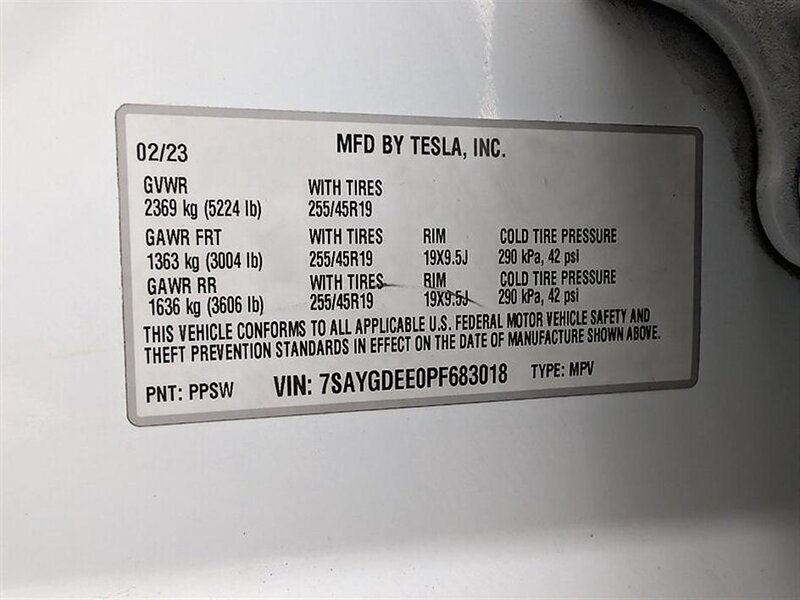 02/23 MFD BY TESLA, INC.
GVWR WITH TIRES
2369 kg (5224 lb) 255/45R19
GAWR FRT WITH TIRES RIM COLD TIRE PRESSURE
1363 kg (3004 lb) 255/45R19 19X9.5J 290 kPa, 42 psi
GAWR RR WITH TIRES RIM COLD TIRE PRESSURE
1636 kg (3606 lb) 255/45R19 19X9.5J 290 kPa, 42 psi
THIS VEHICLE CONFORMS TO ALL APPLICABLE U.S. FEDERAL MOTOR VEHICLE SAFETY AND
THEFT PREVENTION STANDARDS IN EFFECT ON THE DATE OF MANUFACTURE SHOWN ABOVE.
PNT: PPSW VIN: 7SAYGDEE0PF683018 TYPE: MPV